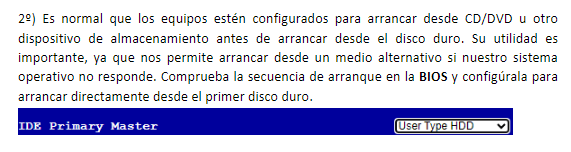 2º) Es normal que los equipos estén configurados para arrancar desde CD/DVD u otro
dispositivo de almacenamiento antes de arrancar desde el disco duro. Su utilidad es
importante, ya que nos permite arrancar desde un medio alternativo si nuestro sistema
operativo no responde. Comprueba la secuencia de arranque en la BIOS y configúrala para
arrancar directamente desde el primer disco duro.
IDE Primary Master User Type HDD